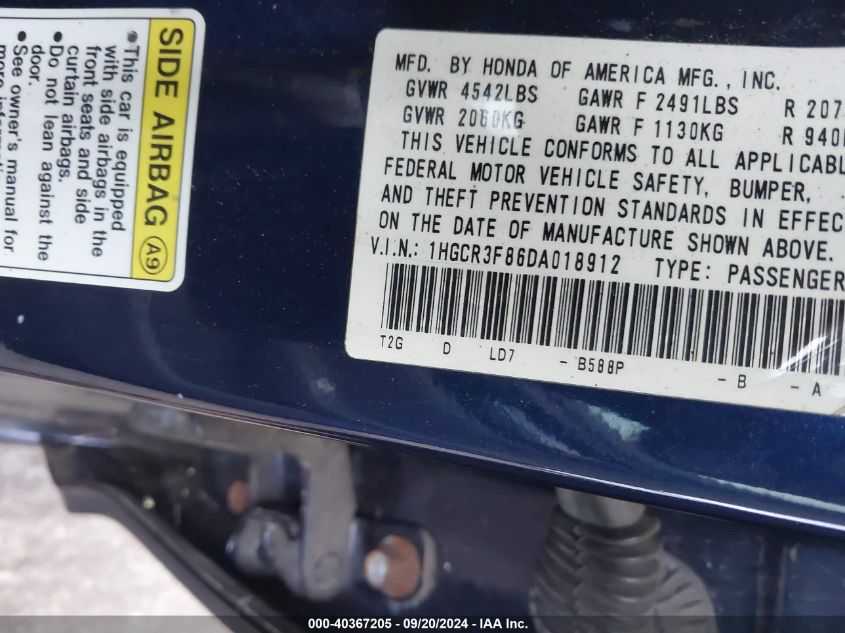 SIDE AIRBAG A9
•This car is equipped
with side airbags in the
front seats and side
curtain airbags.
•Do not lean against the
door.
•See owner's manual for
more
MFD. BY HONDA OF AMERICA MFG., INC.
GVWR 4542LBS GAWR F 2491LBS R 207
GVWR 2060KG GAWR F 1130KG R 940
THIS VEHICLE CONFORMS TO ALL APPLICABL
FEDERAL MOTOR VEHICLE SAFETY, BUMPER,
AND THEFT PREVENTION STANDARDS IN EFFEC
ON THE DATE OF MANUFACTURE SHOWN ABOVE.
V.I.N.: 1HGCR3F86DA018912 TYPE: PASSENGER
T2G D LD7 - B588P - B - A
000-40367205 - 09/20/2024 - IAA Inc.